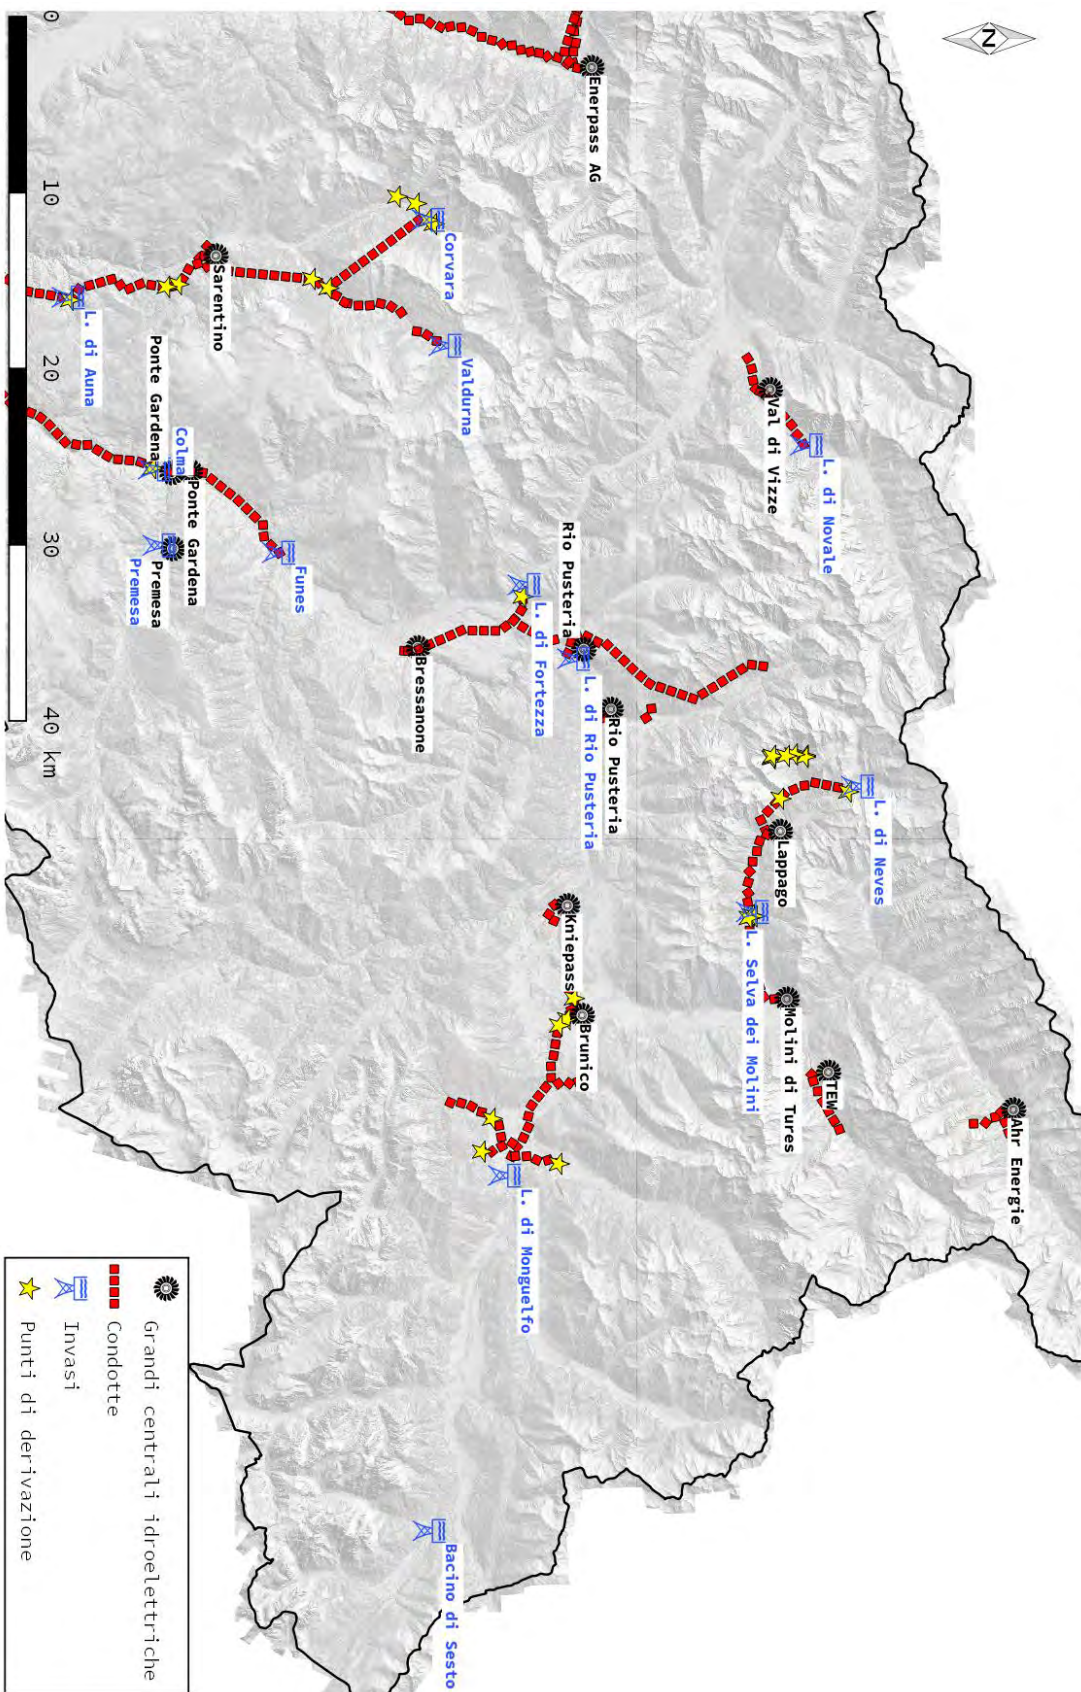 N
Enerpass AG
Val di Vizze
L. di Novale
Corvara
Valdurna
Sarentino
L. di Auna
Ponte Gardena
Colma
Ponte Gardena
Premesa
Premesa
Funes
Rio Pusteria
L. di Fortezza
L. di Rio Pusteria
Rio Pusteria
Bressanone
L. di Neves
Lappago
L. Selva dei Molini
Molini di Tures
TEW
Ahr Energie
Kniepass
Brunico
L. di Monguelfo
Bacino di Sesto
0
10
20
30
40 km
Grandi centrali idroelettriche
Condotte
Invasi
Punti di derivazione